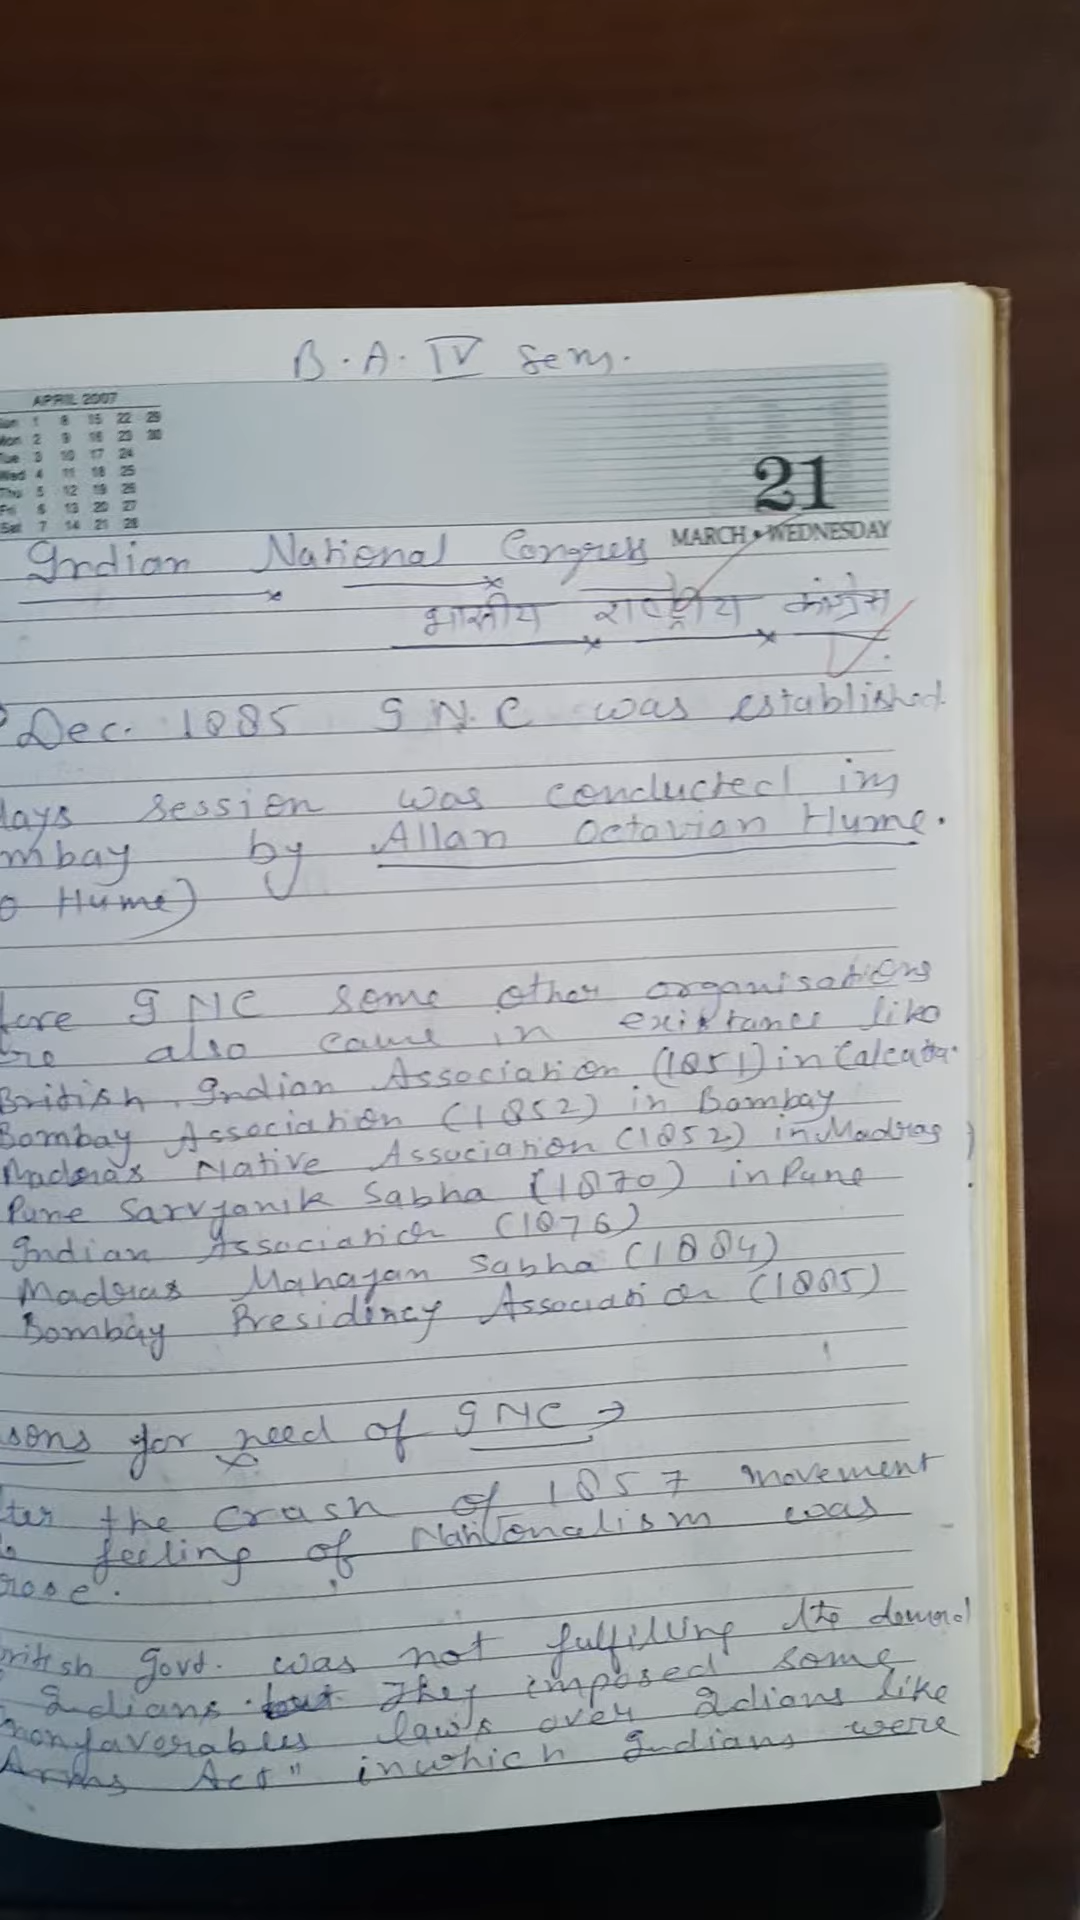 B.A. IV Sem.
APRIL 2007
Sun 1 8 15 22 29
Mon 2 9 16 23 30
Tue 3 10 17 24
Wed 4 11 18 25
Thu 5 12 19 26
Fri 6 13 20 27
Sat 7 14 21 28
21
MARCH • WEDNESDAY
Indian National Congress
भारतीय राष्ट्रीय कांग्रेस
Dec. 1885 INC was established.
days session was conducted in
mbay by Allan Octavian Hume.
O Hume)
fore INC some other organisations
ere also came in existance like
British Indian Association (1851) in Calcutta.
Bombay Association (1852) in Bombay
Madras Native Association (1852) in Madras
Pune Sarvjanik Sabha (1870) in Pune
Indian Association (1876)
Madras Mahajan Sabha (1884)
Bombay Presidency Association (1885)
sons for need of INC →
ter the crash of 1857 movement
feeling of Nationalism was
rose.
ritish Govt. was not fulfilling the demand
Indians but They imposed some
nonfavorables laws over Idians like
Arms Act" inwhich Indians were